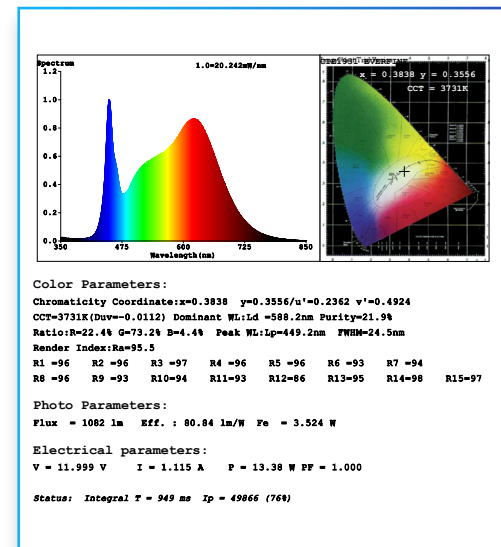 Spectrum
1.0=20.242mW/nm
1.2
1.0
0.8
0.6
0.4
0.2
0.0
350 475 600 725 850
Wavelength(nm)
CIE1931 EVERFINE
x = 0.3838 y = 0.3556
CCT = 3731K
Color Parameters:
Chromaticity Coordinate:x=0.3838 y=0.3556/u'=0.2362 v'=0.4924
CCT=3731K(Duv=-0.0112) Dominant WL:Ld =588.2nm Purity=21.9%
Ratio:R=22.4% G=73.2% B=4.4% Peak WL:Lp=449.2nm FWHM=24.5nm
Render Index:Ra=95.5
R1 =96 R2 =96 R3 =97 R4 =96 R5 =96 R6 =93 R7 =94
R8 =96 R9 =93 R10=94 R11=93 R12=86 R13=95 R14=98 R15=97
Photo Parameters:
Flux = 1082 lm Eff. : 80.84 lm/W Fe = 3.524 W
Electrical parameters:
V = 11.999 V I = 1.115 A P = 13.38 W PF = 1.000
Status: Integral T = 949 ms Ip = 49866 (76%)